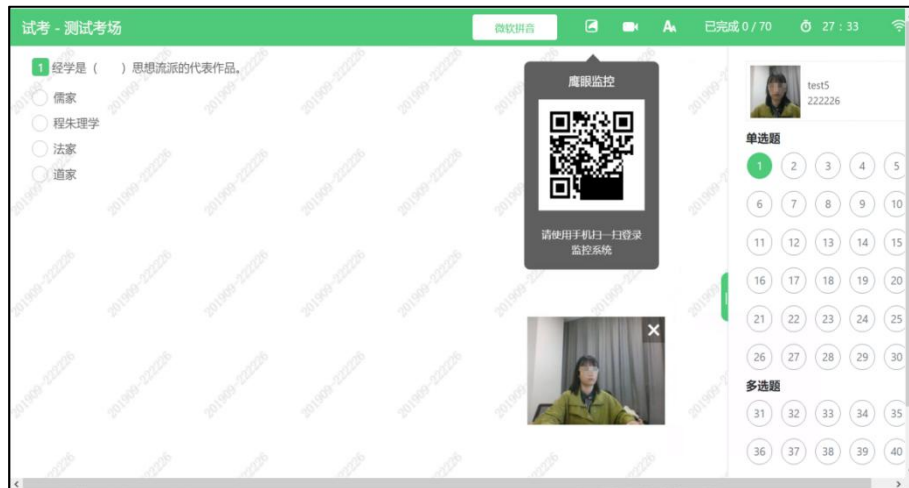 试考 - 测试考场
微软拼音
已完成 0 / 70
27 : 33
1 经学是（ ）思想流派的代表作品。
儒家
程朱理学
法家
道家
鹰眼监控
请使用手机扫一扫登录
监控系统
test5
222226
单选题
1 2 3 4 5
6 7 8 9 10
11 12 13 14 15
16 17 18 19 20
21 22 23 24 25
26 27 28 29 30
多选题
31 32 33 34 35
36 37 38 39 40
201909-222226